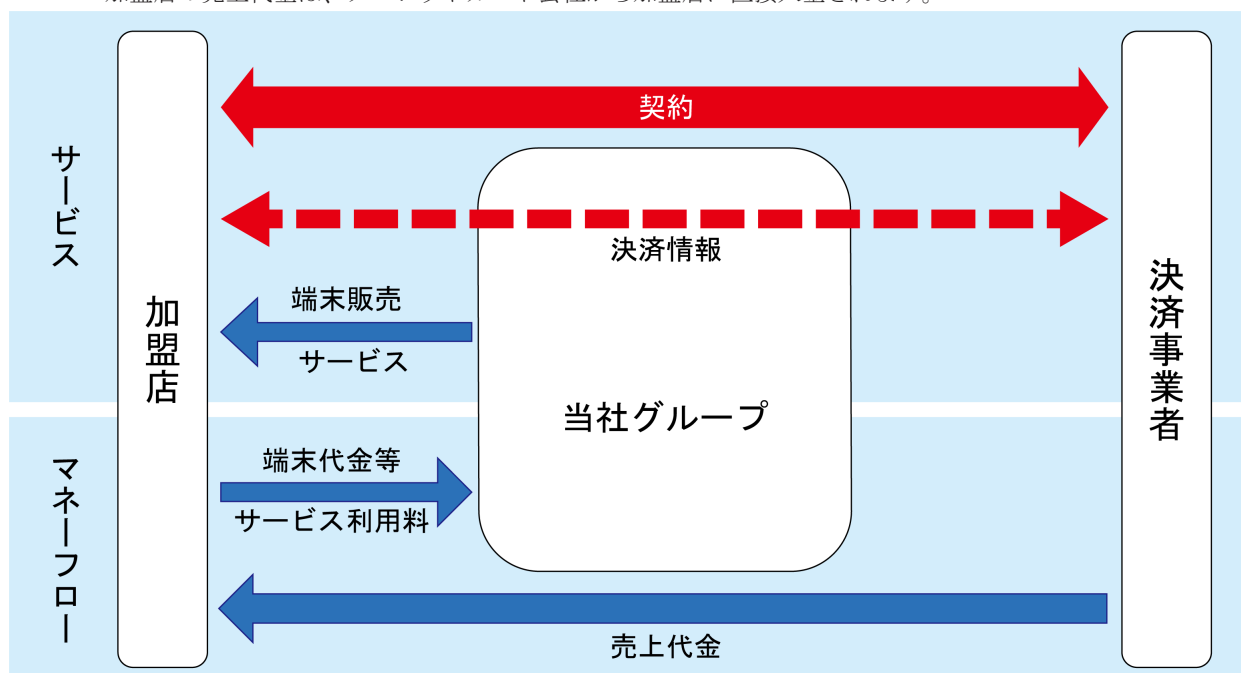 契約
サービス
決済情報
端末販売
サービス
加盟店
決済事業者
当社グループ
マネーフロー
端末代金等
サービス利用料
売上代金